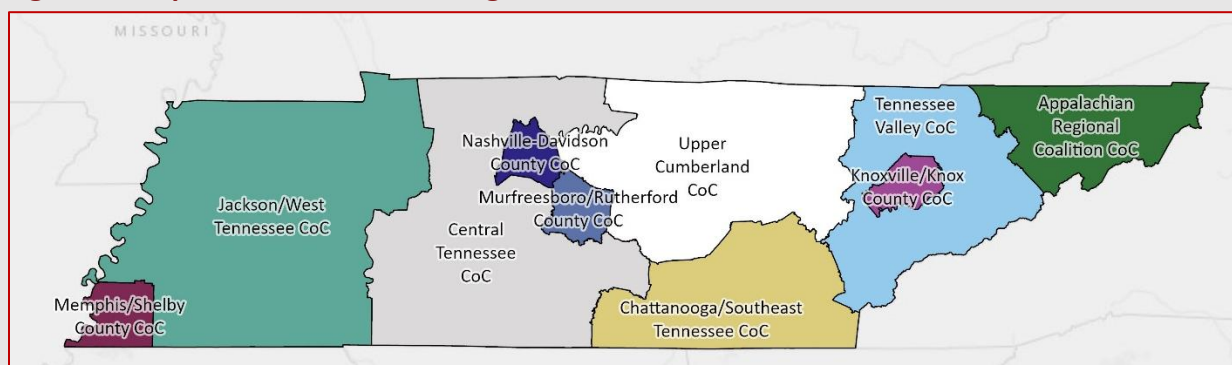 MISSOURI
Jackson/West
Tennessee CoC
Memphis/Shelby
County CoC
Central
Tennessee
CoC
Nashville-Davidson
County CoC
Murfreesboro/Rutherford
County CoC
Upper
Cumberland
CoC
Chattanooga/Southeast
Tennessee CoC
Tennessee
Valley CoC
Knoxville/Knox
County CoC
Appalachian
Regional
Coalition CoC